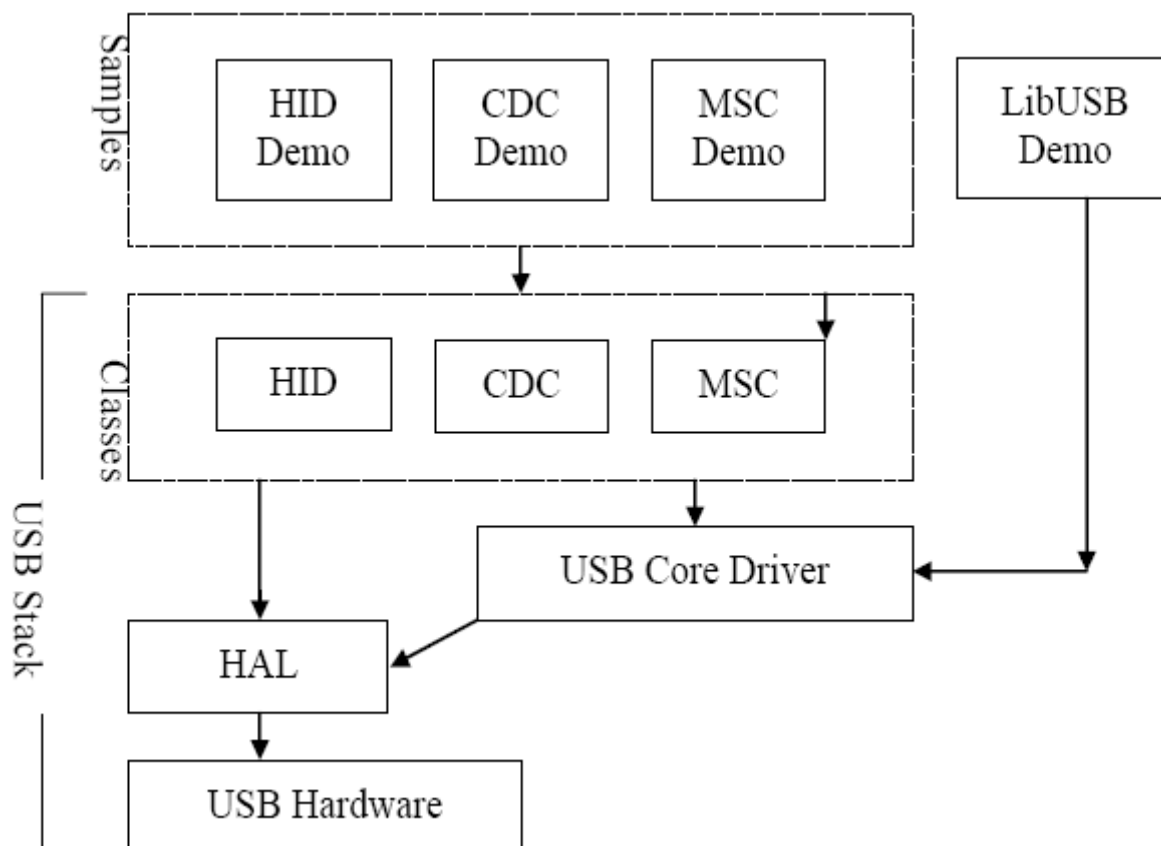 Samples
HID
Demo
CDC
Demo
MSC
Demo
LibUSB
Demo
Classes
HID
CDC
MSC
USB Stack
USB Core Driver
HAL
USB Hardware